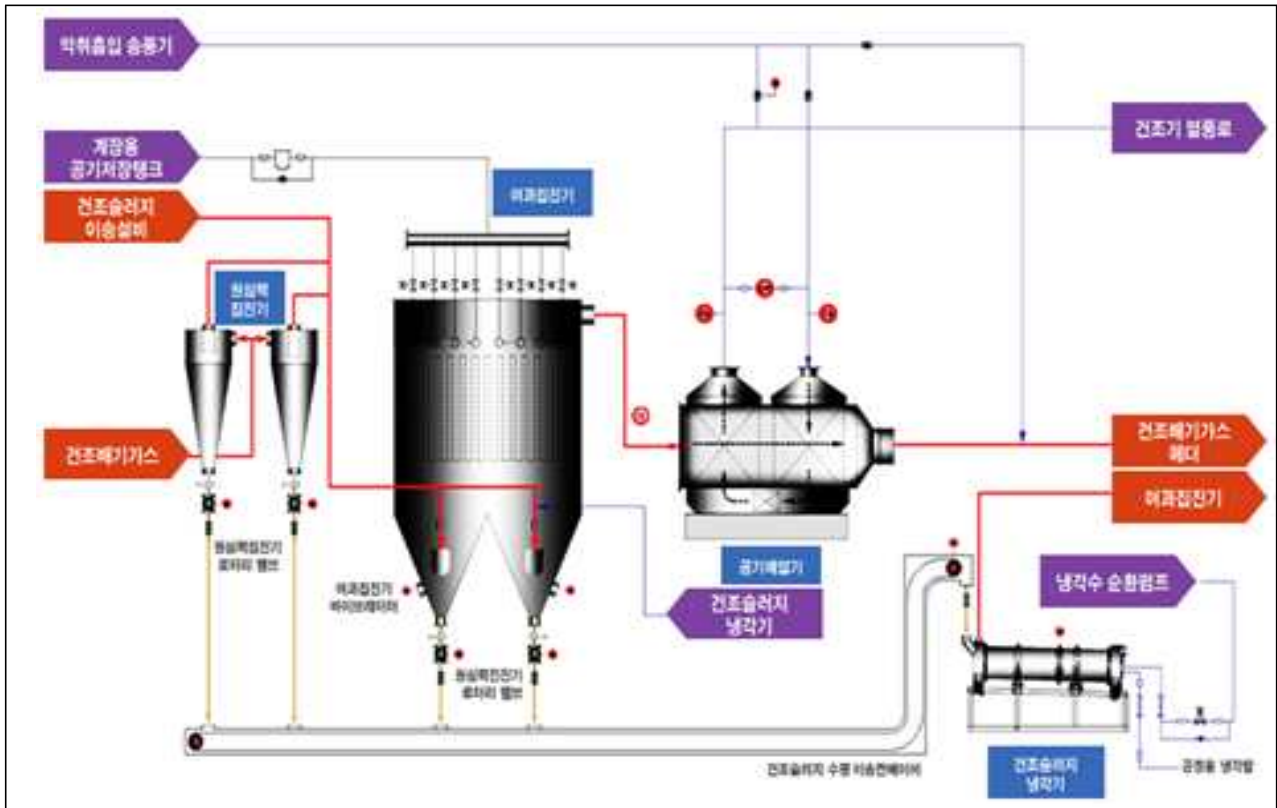 악취흡입 송풍기
계장용
공기저장탱크
건조슬러지
이송설비
여과집진기
건조기 열풍로
원심력
집진기
건조배기가스
원심력집진기
로타리 밸브
여과집진기
바이브레이터
원심력집진기
로타리 밸브
공기예열기
건조슬러지
냉각기
건조배기가스
헤더
여과집진기
냉각수 순환펌프
건조슬러지 수평 이송컨베이어
건조슬러지
냉각기
공정용 냉각탑